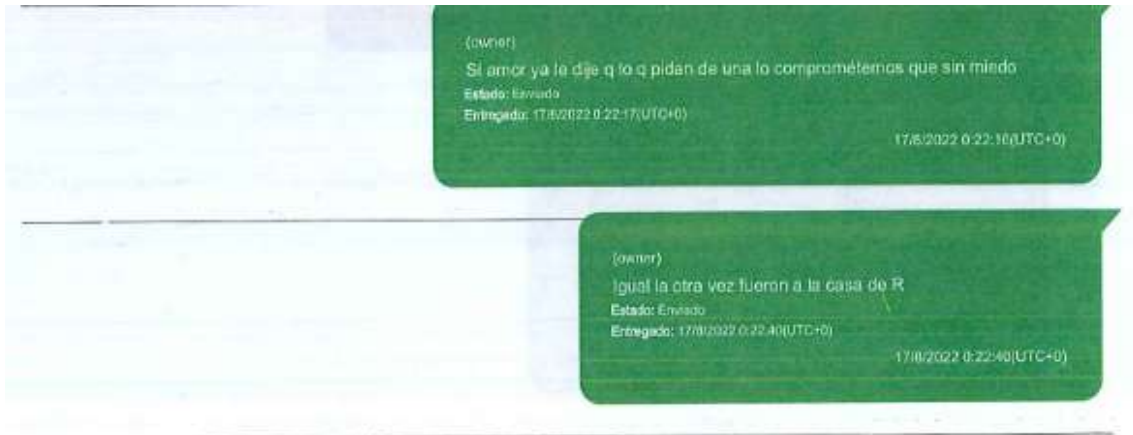 (owner)
Si amor ya le dije q lo q pidan de una lo comprométemos que sin miedo
Estado: Enviado
Entregado: 17/8/2022 0:22:17(UTC+0)
17/8/2022 0:22:16(UTC+0)
(owner)
Igual la otra vez fueron a la casa de R
Estado: Enviado
Entregado: 17/8/2022 0:22:40(UTC+0)
17/8/2022 0:22:40(UTC+0)